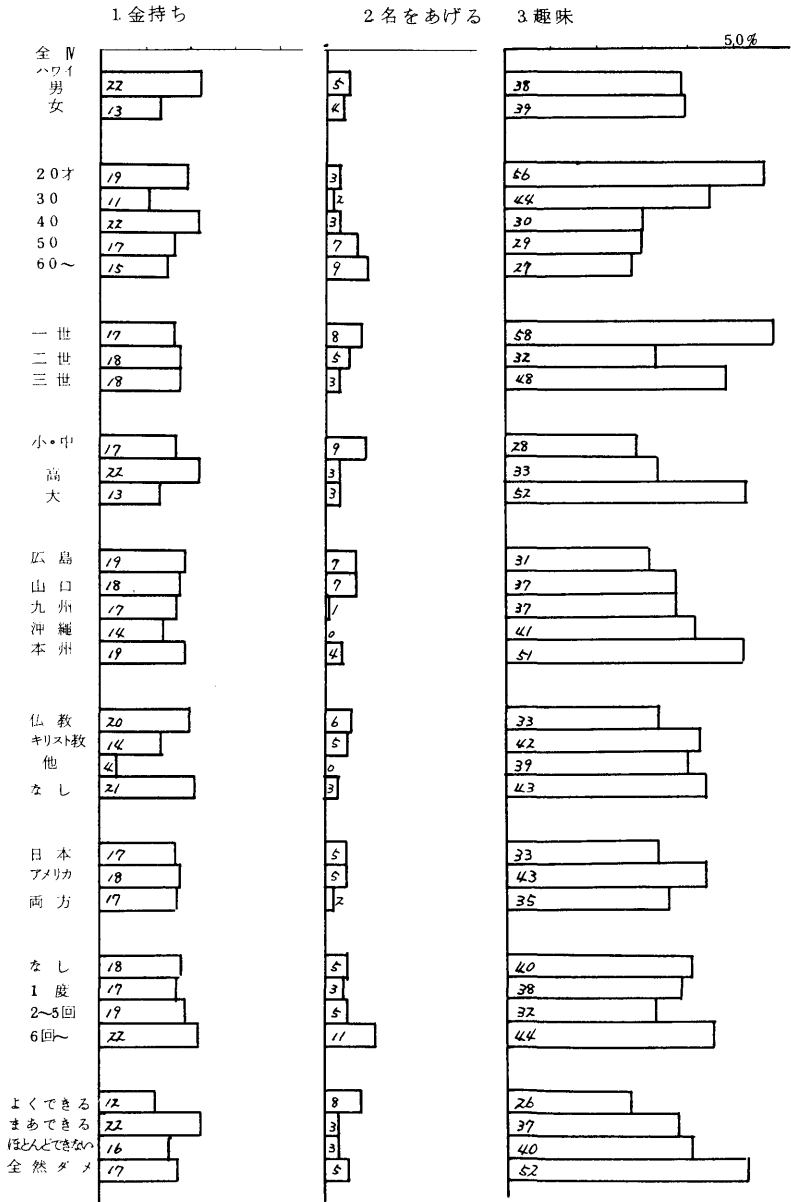 1. 金持ち 2 名をあげる 3. 趣味
5,0%
全 Ⅳ
ハワイ
男 22 5 38
女 13 4 39
20才 19 3 56
30 11 2 44
40 22 3 30
50 17 7 29
60〜 15 9 27
一世 17 8 58
二世 18 5 32
三世 18 3 48
小・中 17 9 28
高 22 3 33
大 13 3 52
広島 19 7 31
山口 18 7 37
九州 17 1 37
沖縄 14 0 41
本州 19 4 51
仏教 20 6 33
キリスト教 14 5 42
他 4 0 39
なし 21 3 43
日本 17 5 33
アメリカ 18 5 43
両方 17 2 35
なし 18 5 40
1度 17 3 38
2〜5回 19 5 32
6回〜 22 11 44
よくできる 12 8 26
まあできる 22 3 37
ほとんどできない 16 3 40
全然ダメ 17 5 52